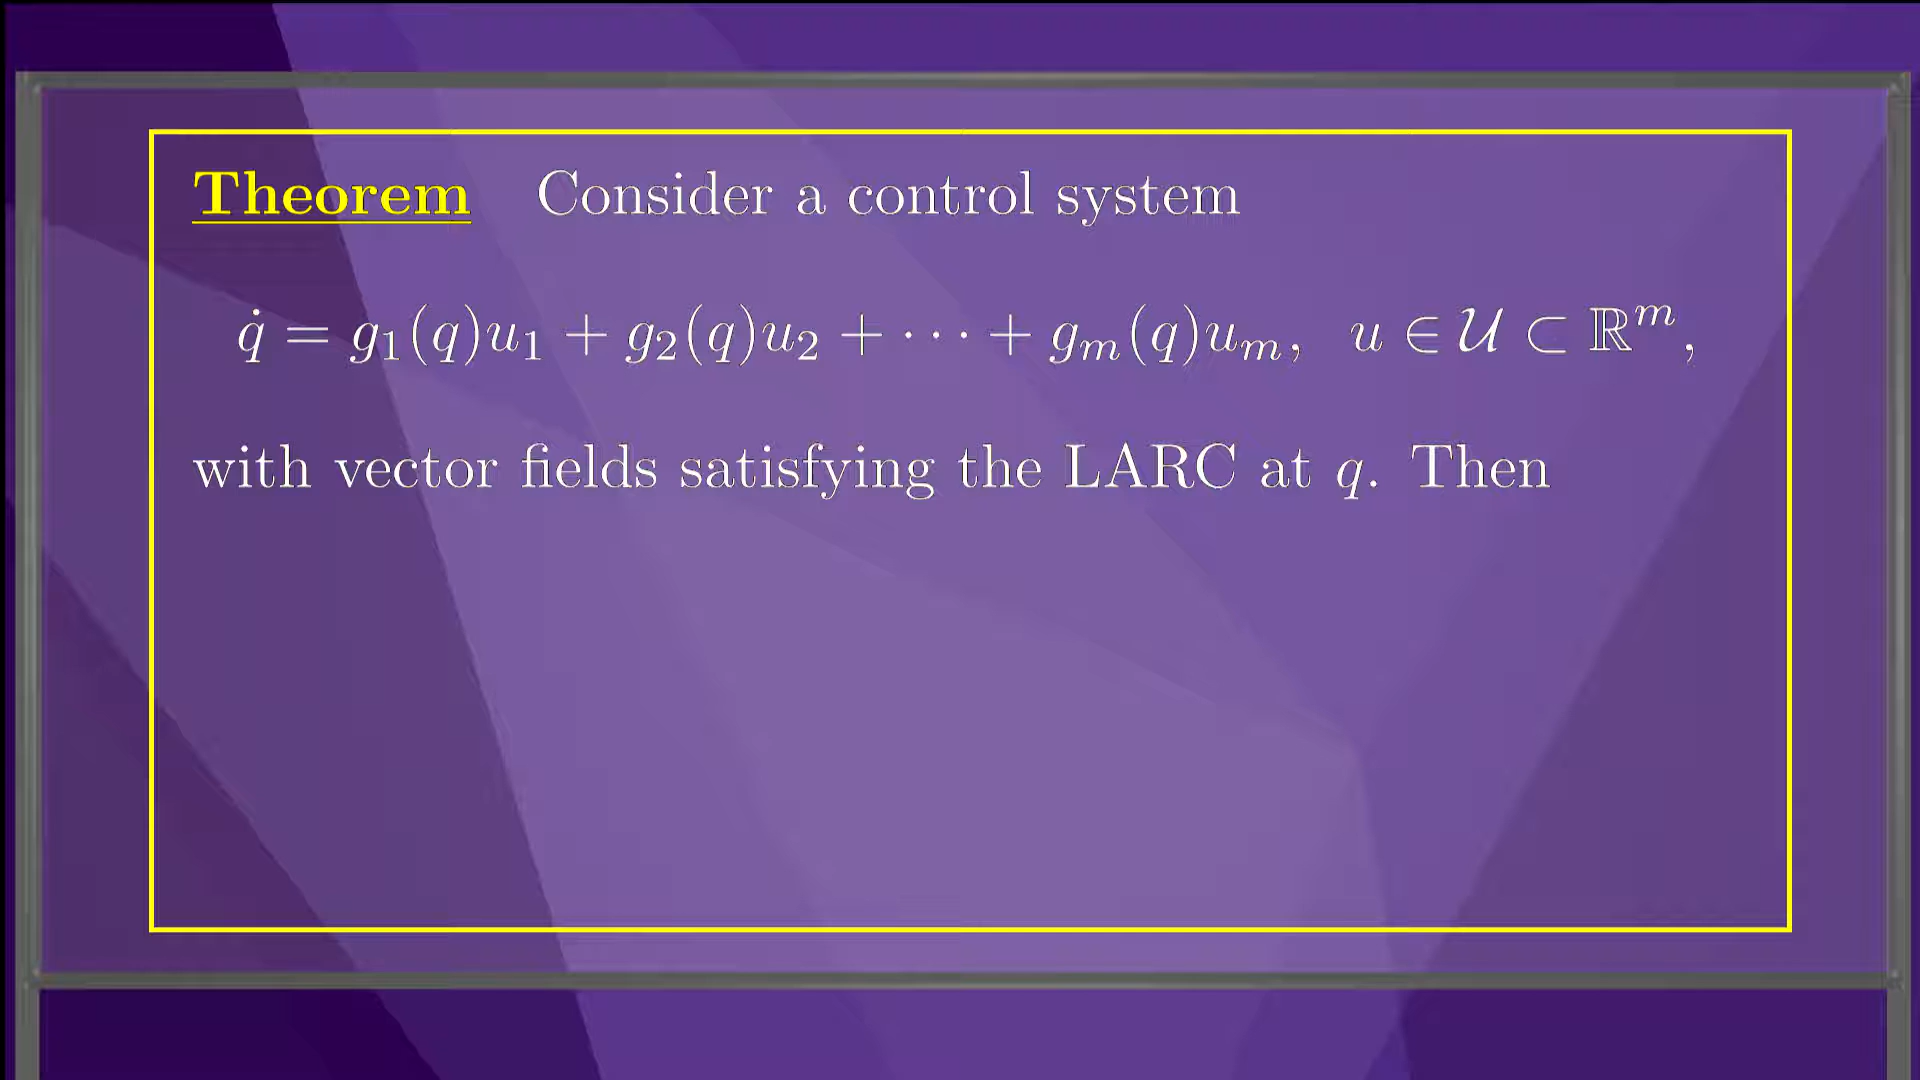 Theorem Consider a control system
q̇ = g₁(q)u₁ + g₂(q)u₂ + ··· + gₘ(q)uₘ, u ∈ 𝒰 ⊂ ℝᵐ,
with vector fields satisfying the LARC at q. Then